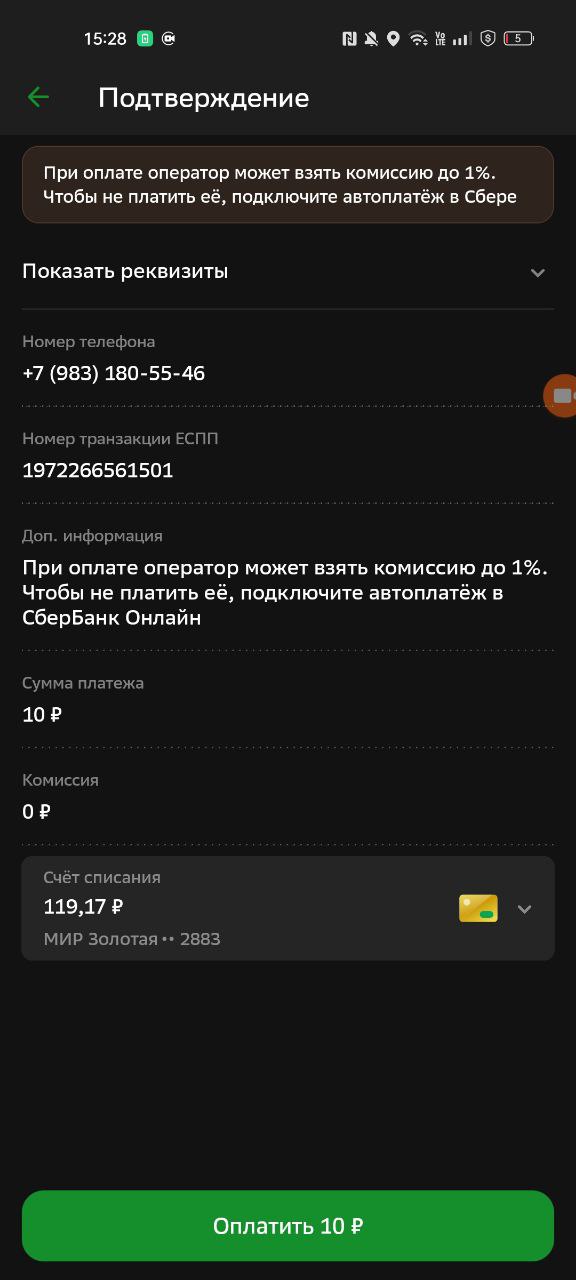 15:28
Vo
LTE
5
Подтверждение
При оплате оператор может взять комиссию до 1%.
Чтобы не платить её, подключите автоплатёж в Сбере
Показать реквизиты
Номер телефона
+7 (983) 180-55-46
Номер транзакции ЕСПП
1972266561501
Доп. информация
При оплате оператор может взять комиссию до 1%.
Чтобы не платить её, подключите автоплатёж в
СберБанк Онлайн
Сумма платежа
10 ₽
Комиссия
0 ₽
Счёт списания
119,17 ₽
МИР Золотая •• 2883
Оплатить 10 ₽